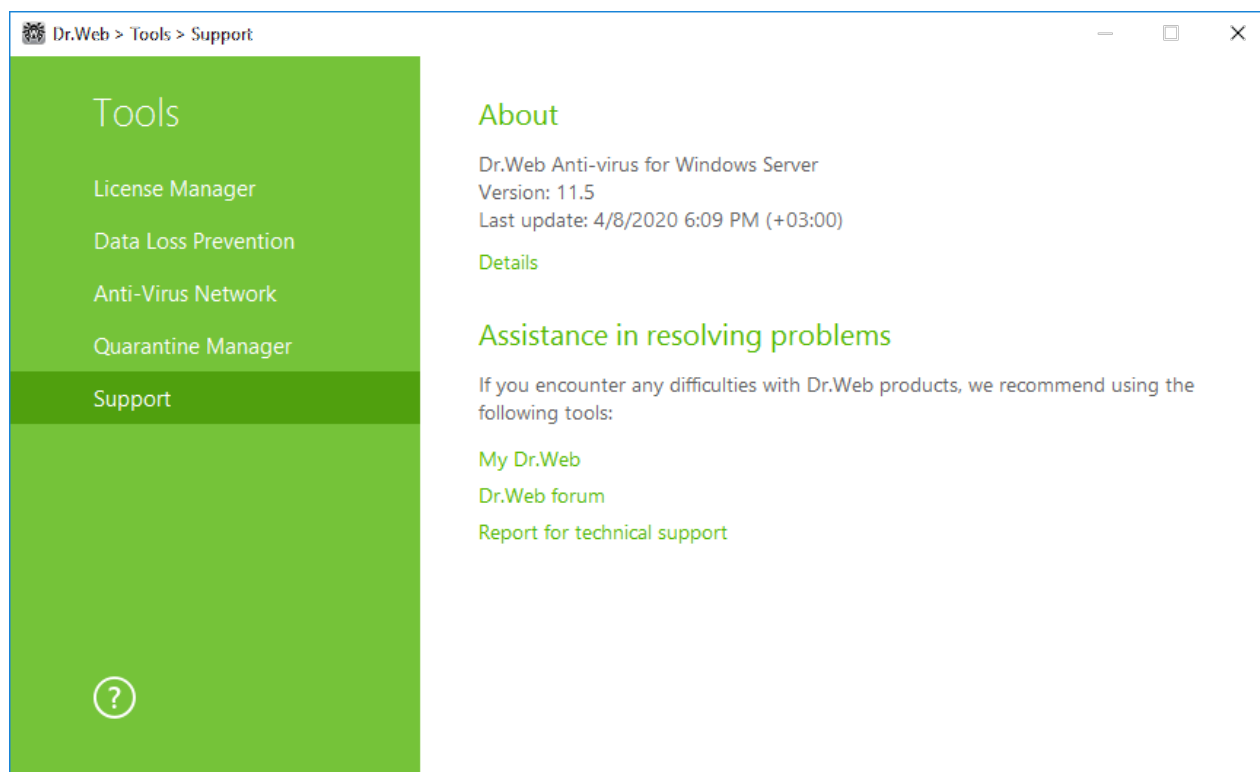 Dr.Web > Tools > Support
Tools
License Manager
Data Loss Prevention
Anti-Virus Network
Quarantine Manager
Support
?
About
Dr.Web Anti-virus for Windows Server
Version: 11.5
Last update: 4/8/2020 6:09 PM (+03:00)
Details
Assistance in resolving problems
If you encounter any difficulties with Dr.Web products, we recommend using the
following tools:
My Dr.Web
Dr.Web forum
Report for technical support